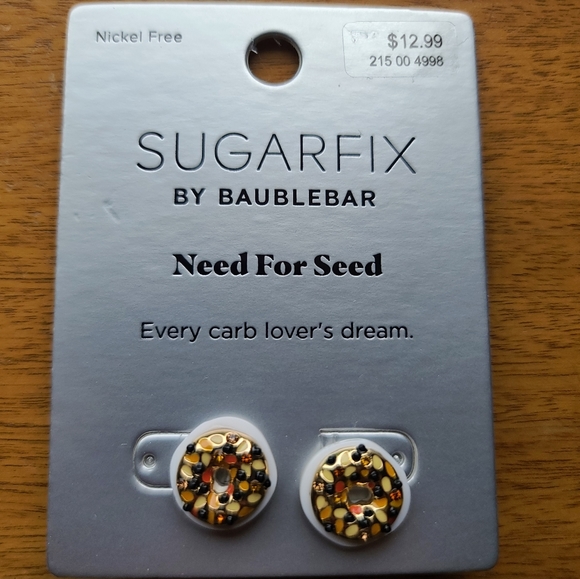 Nickel Free
$12.99
215 00 4998
SUGARFIX
BY BAUBLEBAR
Need For Seed
Every carb lover's dream.